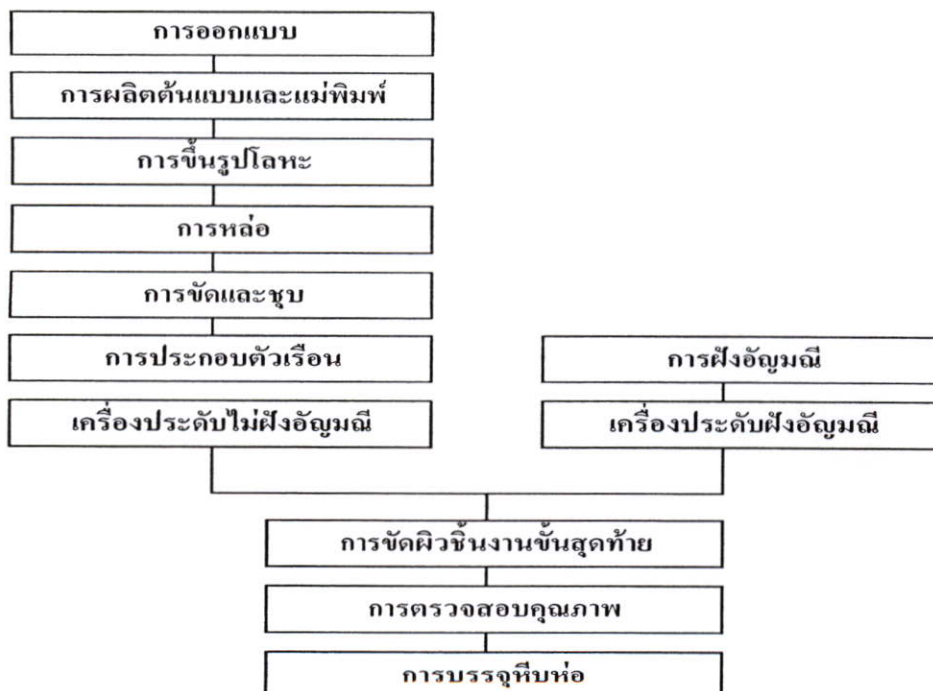 การออกแบบ
การผลิตต้นแบบและแม่พิมพ์
การขึ้นรูปโลหะ
การหล่อ
การขัดและชุบ
การประกอบตัวเรือน
การฝังอัญมณี
เครื่องประดับไม่ฝังอัญมณี
เครื่องประดับฝังอัญมณี
การขัดผิวชิ้นงานขั้นสุดท้าย
การตรวจสอบคุณภาพ
การบรรจุหีบห่อ